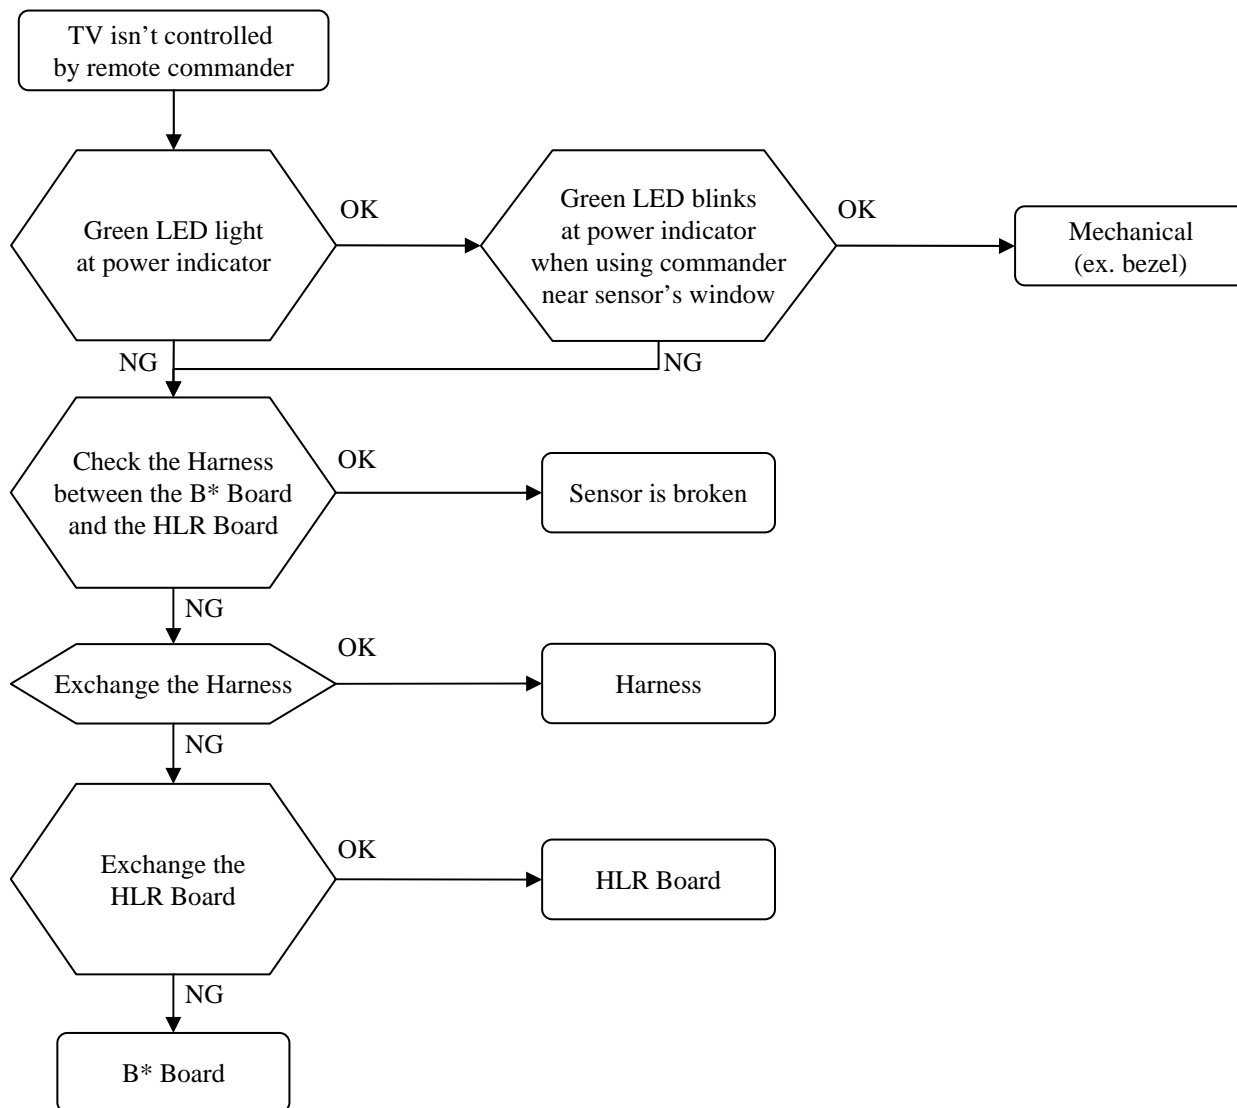 TV isn’t controlled
by remote commander
Green LED light
at power indicator
OK
Green LED blinks
at power indicator
when using commander
near sensor’s window
OK
Mechanical
(ex. bezel)
NG
NG
Check the Harness
between the B* Board
and the HLR Board
OK
Sensor is broken
NG
Exchange the Harness
OK
Harness
NG
Exchange the
HLR Board
OK
HLR Board
NG
B* Board